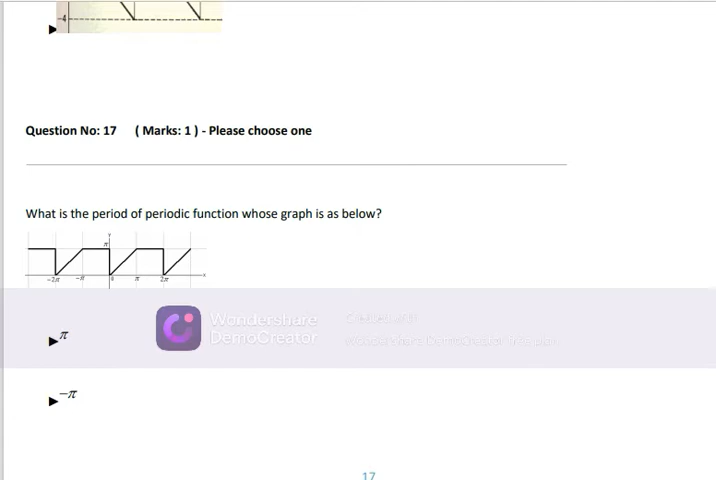 -4
Question No: 17 ( Marks: 1 ) - Please choose one
What is the period of periodic function whose graph is as below?
y
π
-2π -π π 2π x
Wondershare
DemoCreator
π
-π
17